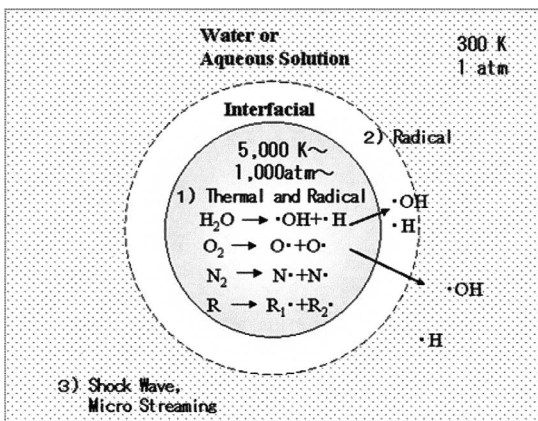 Water or
Aqueous Solution
300 K
1 atm
Interfacial
2) Radical
5,000 K～
1,000atm～
1) Thermal and Radical
H₂O → ·OH+·H
·OH
·H
O₂ → O·+O·
N₂ → N·+N·
·OH
R → R₁·+R₂·
·H
3) Shock Wave,
Micro Streaming